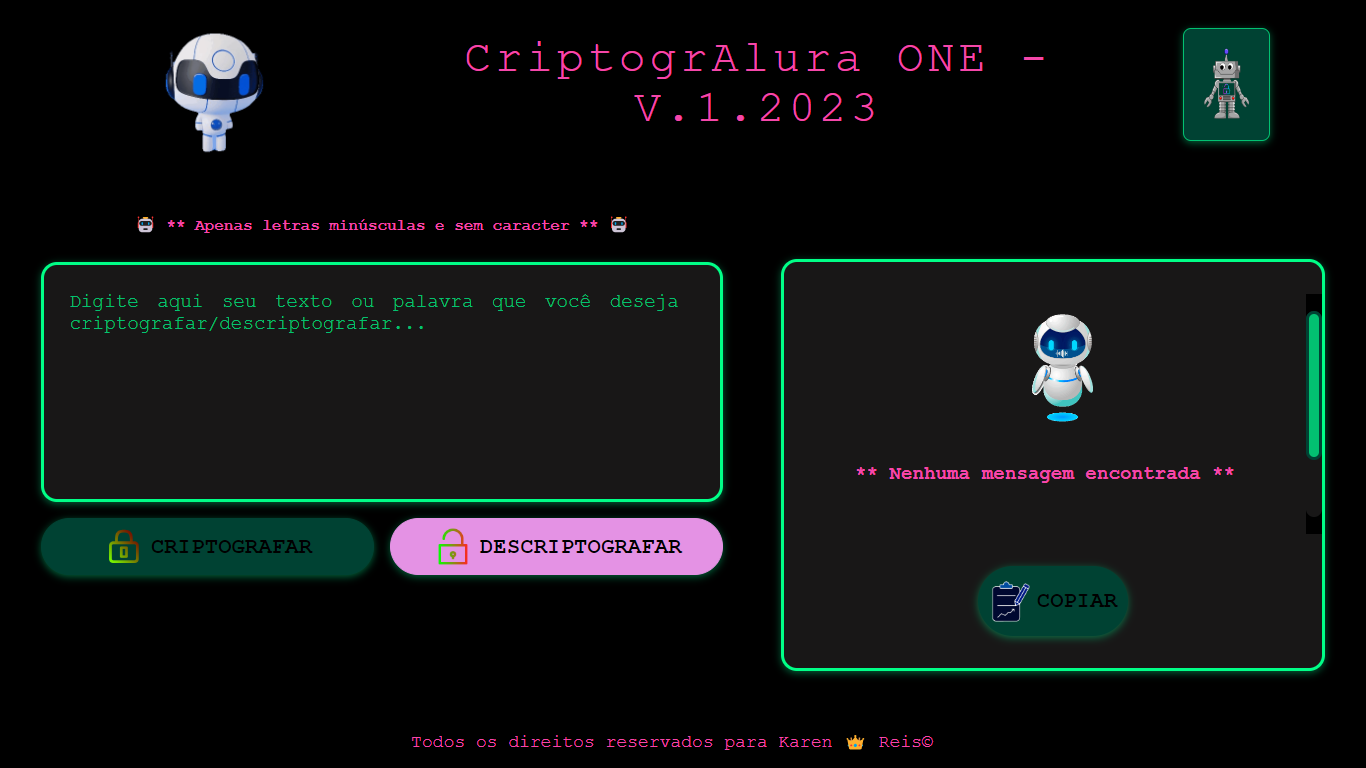 CriptogrAlura ONE -
V.1.2023
** Apenas letras minúsculas e sem caracter **
Digite aqui seu texto ou palavra que você deseja
criptografar/descriptografar...
CRIPTOGRAFAR
DESCRIPTOGRAFAR
** Nenhuma mensagem encontrada **
COPIAR
Todos os direitos reservados para Karen 👑 Reis©